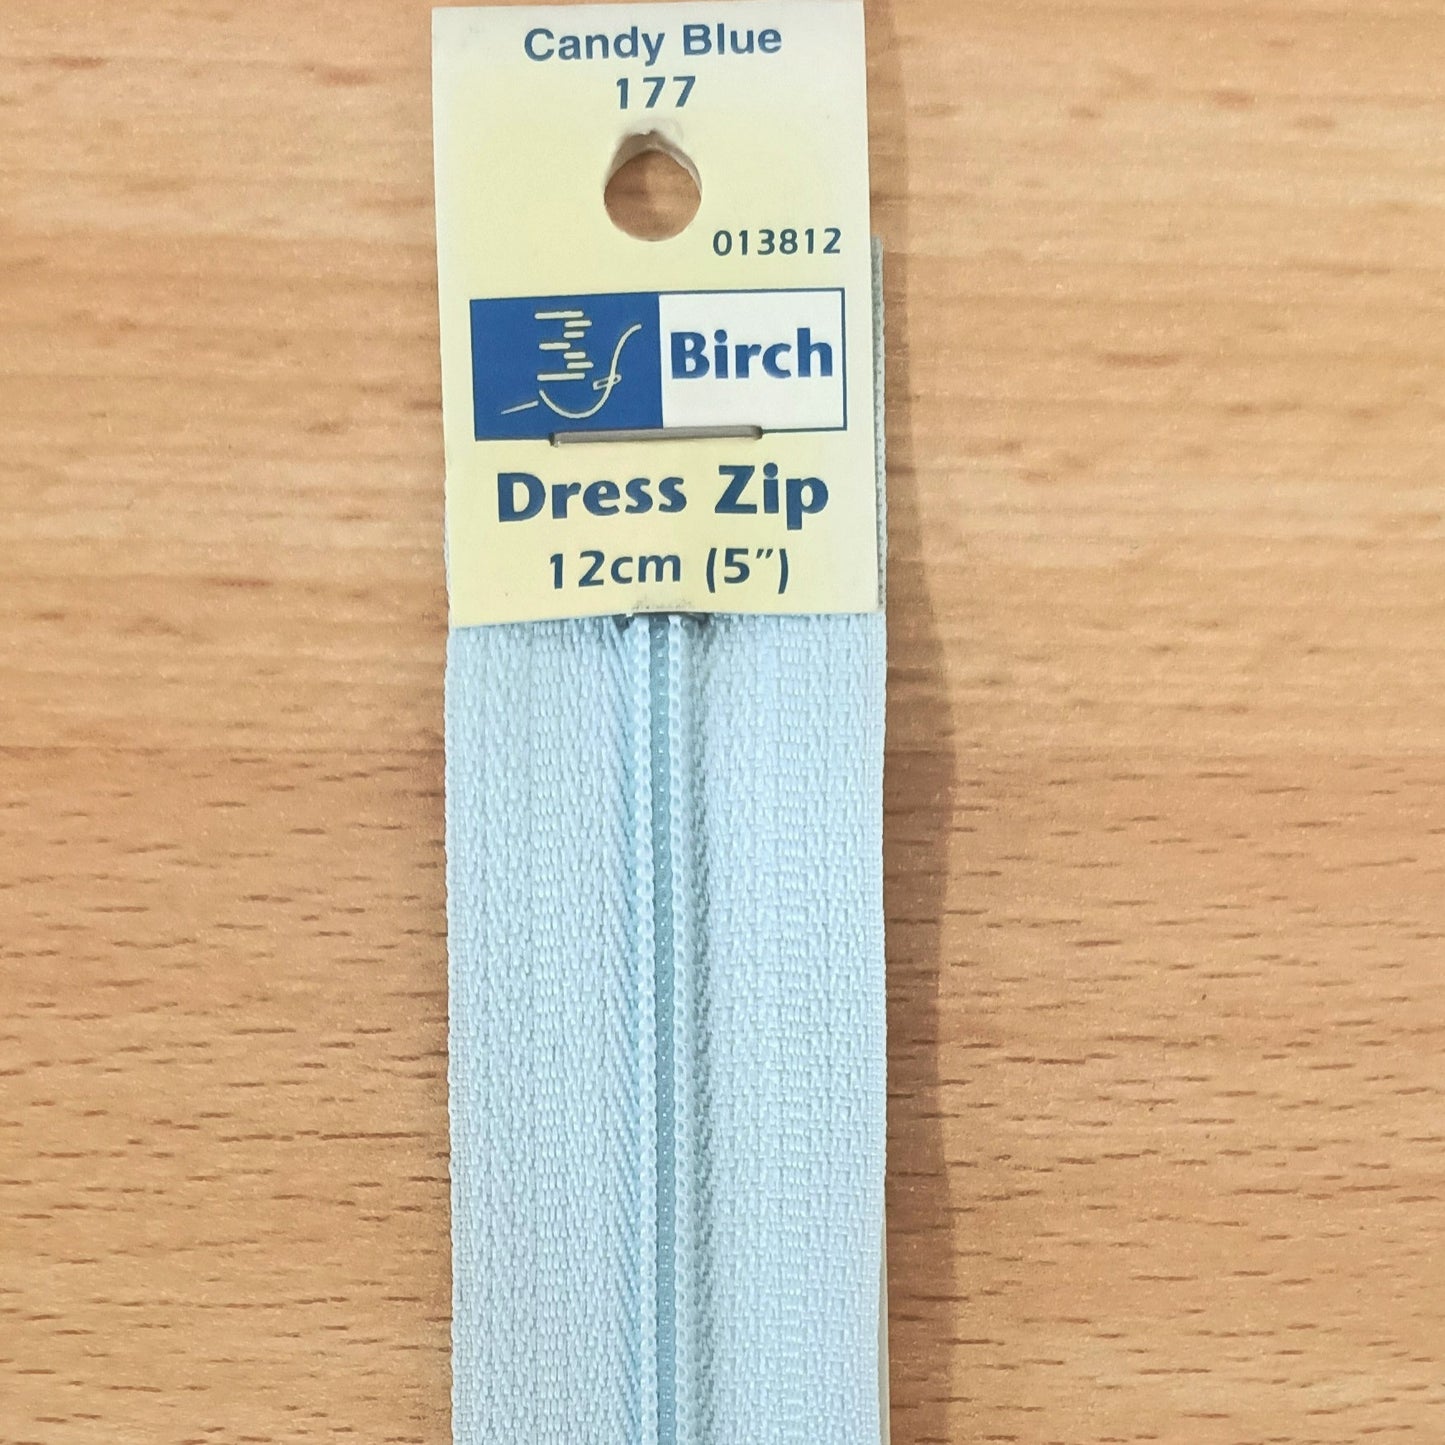 Candy Blue
177
013812
Birch
Dress Zip
12cm (5″)